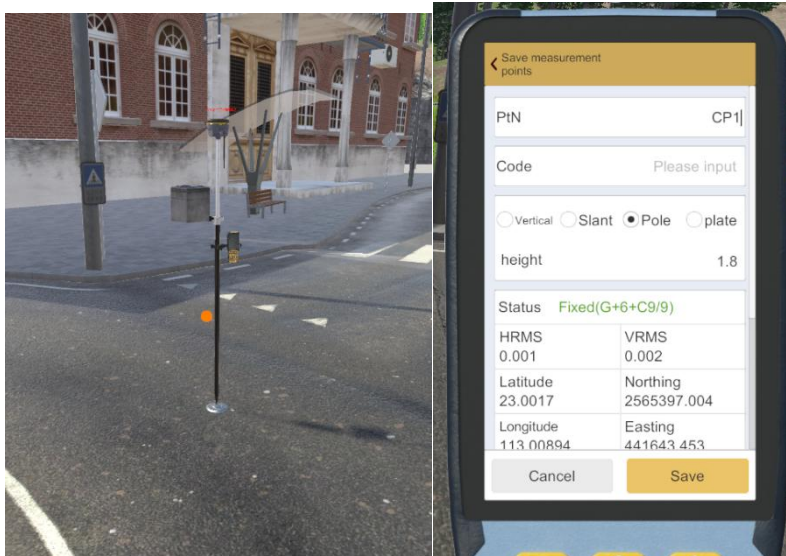 Save measurement
points
PtN CP1
Code Please input
Vertical Slant Pole plate
height 1.8
Status Fixed(G+6+C9/9)
HRMS VRMS
0.001 0.002
Latitude Northing
23.0017 2565397.004
Longitude Easting
113.00894 441643.453
Cancel Save